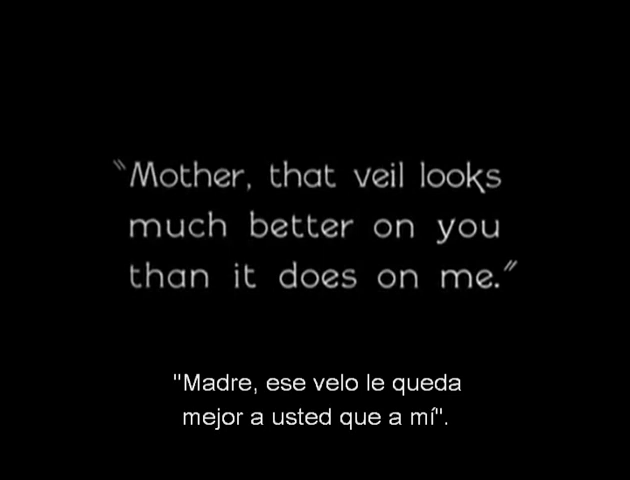 "Mother, that veil looks
much better on you
than it does on me."
"Madre, ese velo le queda
mejor a usted que a mí".